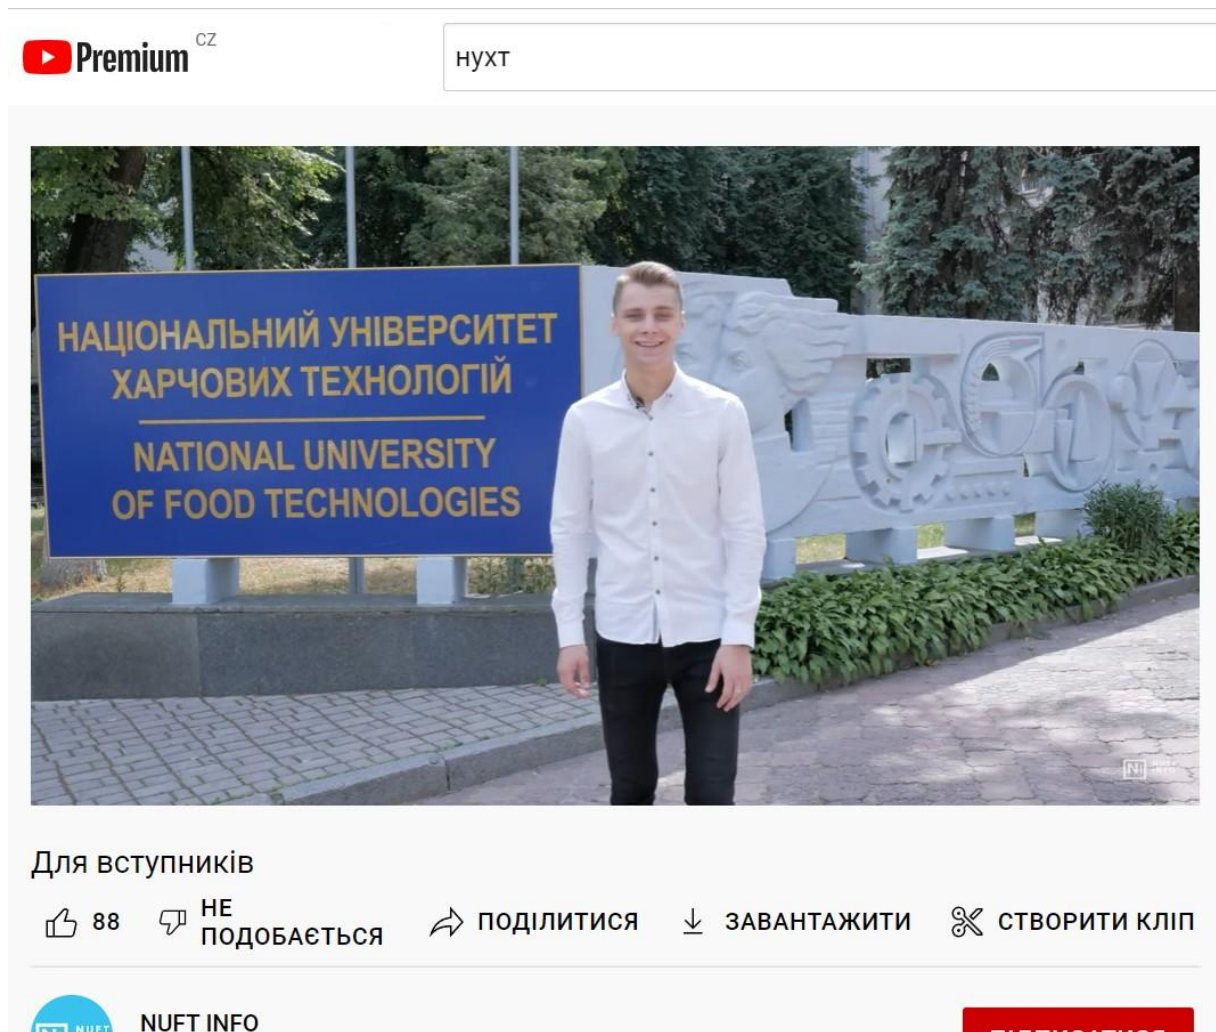 Premium CZ
нухт
НАЦІОНАЛЬНИЙ УНІВЕРСИТЕТ
ХАРЧОВИХ ТЕХНОЛОГІЙ
NATIONAL UNIVERSITY
OF FOOD TECHNOLOGIES
Для вступників
88
НЕ
ПОДОБАЄТЬСЯ
ПОДІЛИТИСЯ
ЗАВАНТАЖИТИ
СТВОРИТИ КЛІП
NUFT
NUFT INFO